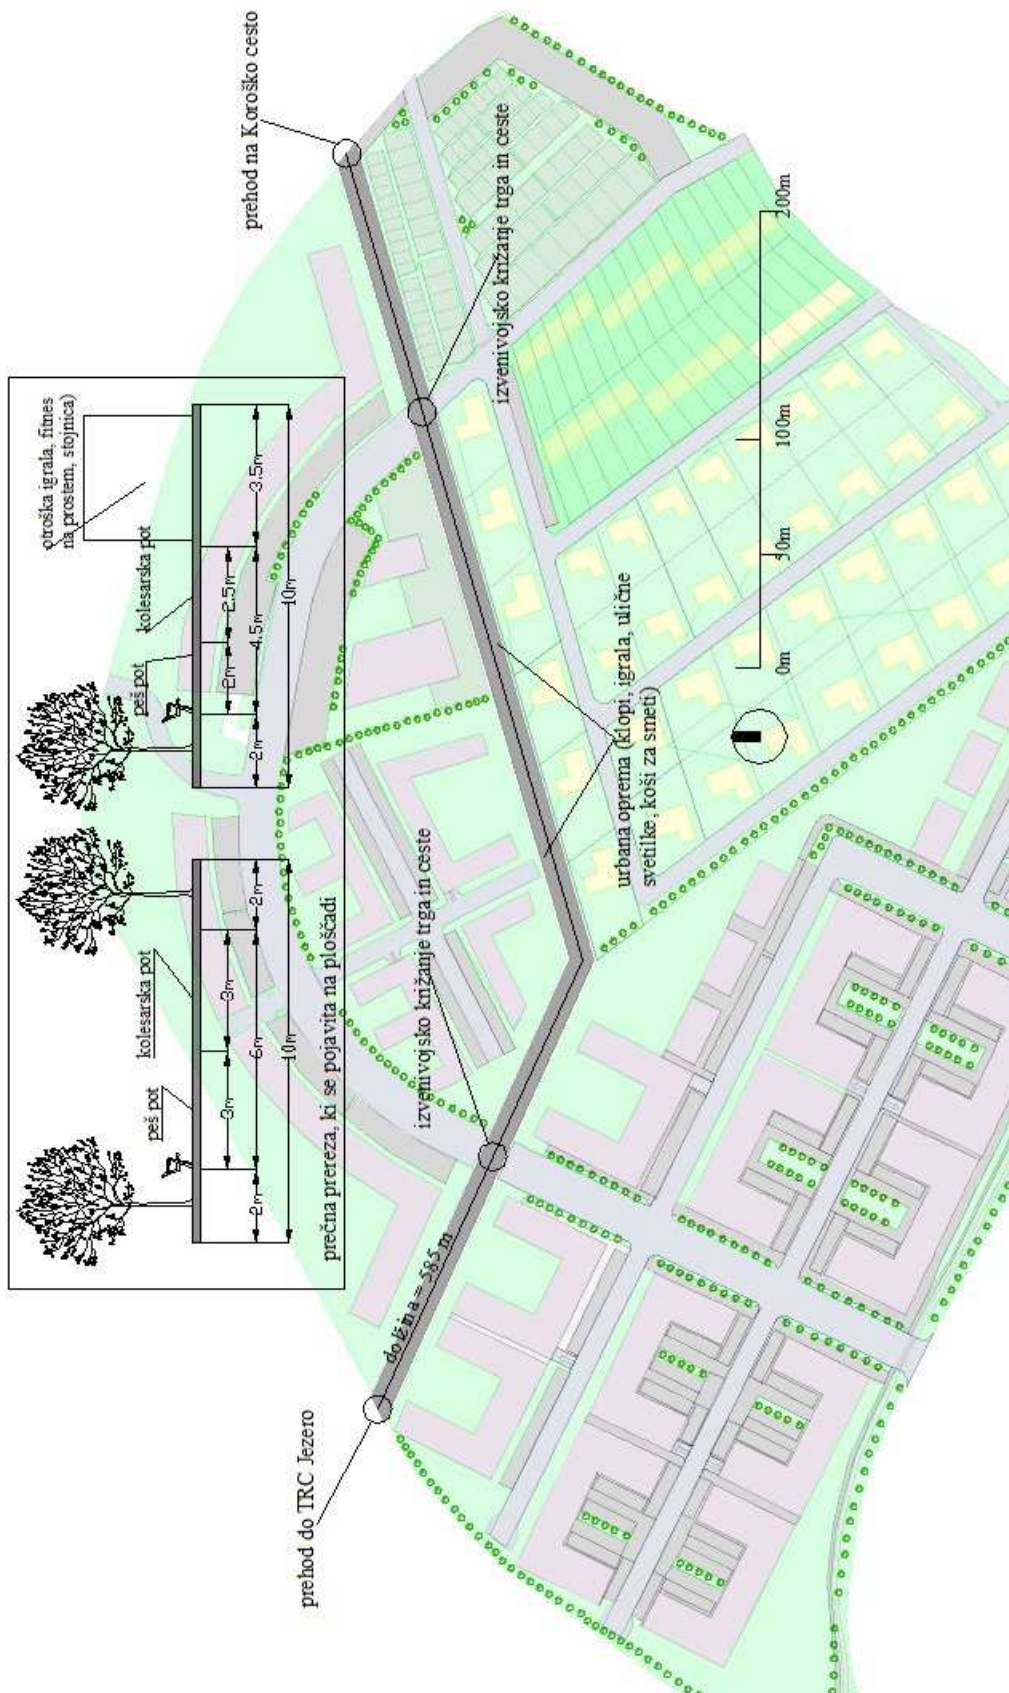 prehod do TRC Jezero
dolžina = 585 m
izvenivojsko križanje trga in ceste
urbana oprema (klopi, igrala, ulične
svetilke, koši za smeti)
izvenivojsko križanje trga in ceste
prehod na Koroško cesto
peš pot
kolesarska pot
2m
3m
3m
2m
6m
10m
peš pot
kolesarska pot
otroška igrala, fitnes
na prostem, stojnica)
2m
2m
2.5m
4.5m
3.5m
10m
prečna prereza, ki se pojavita na ploščadi
0m
50m
100m
200m